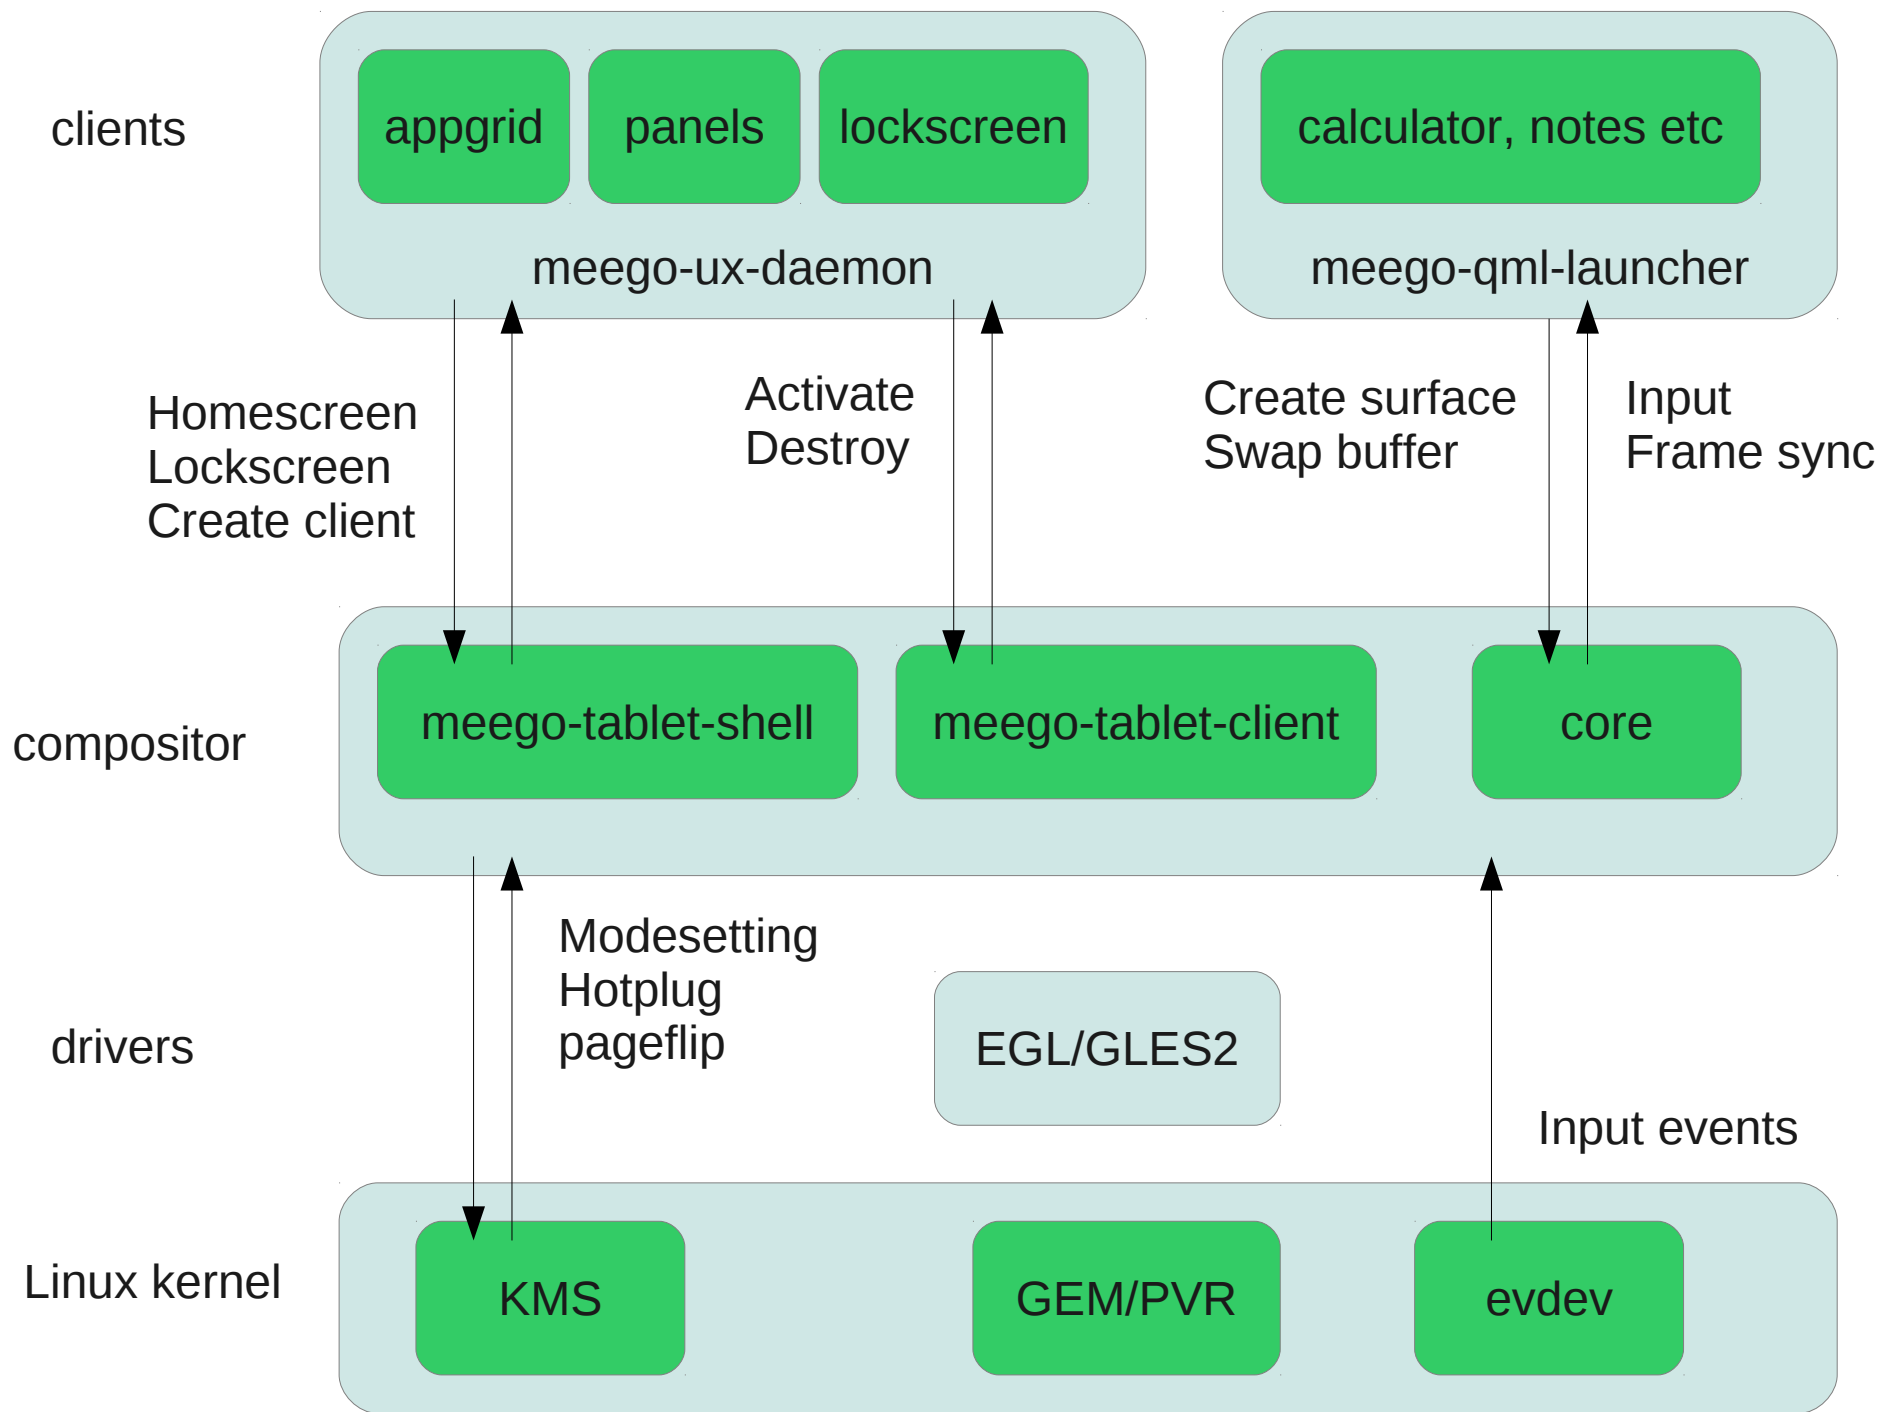 clients
appgrid
panels
lockscreen
calculator, notes etc
meego-ux-daemon
meego-qml-launcher
Homescreen
Lockscreen
Create client
Activate
Destroy
Create surface
Swap buffer
Input
Frame sync
compositor
meego-tablet-shell
meego-tablet-client
core
Modesetting
Hotplug
pageflip
drivers
EGL/GLES2
Input events
Linux kernel
KMS
GEM/PVR
evdev